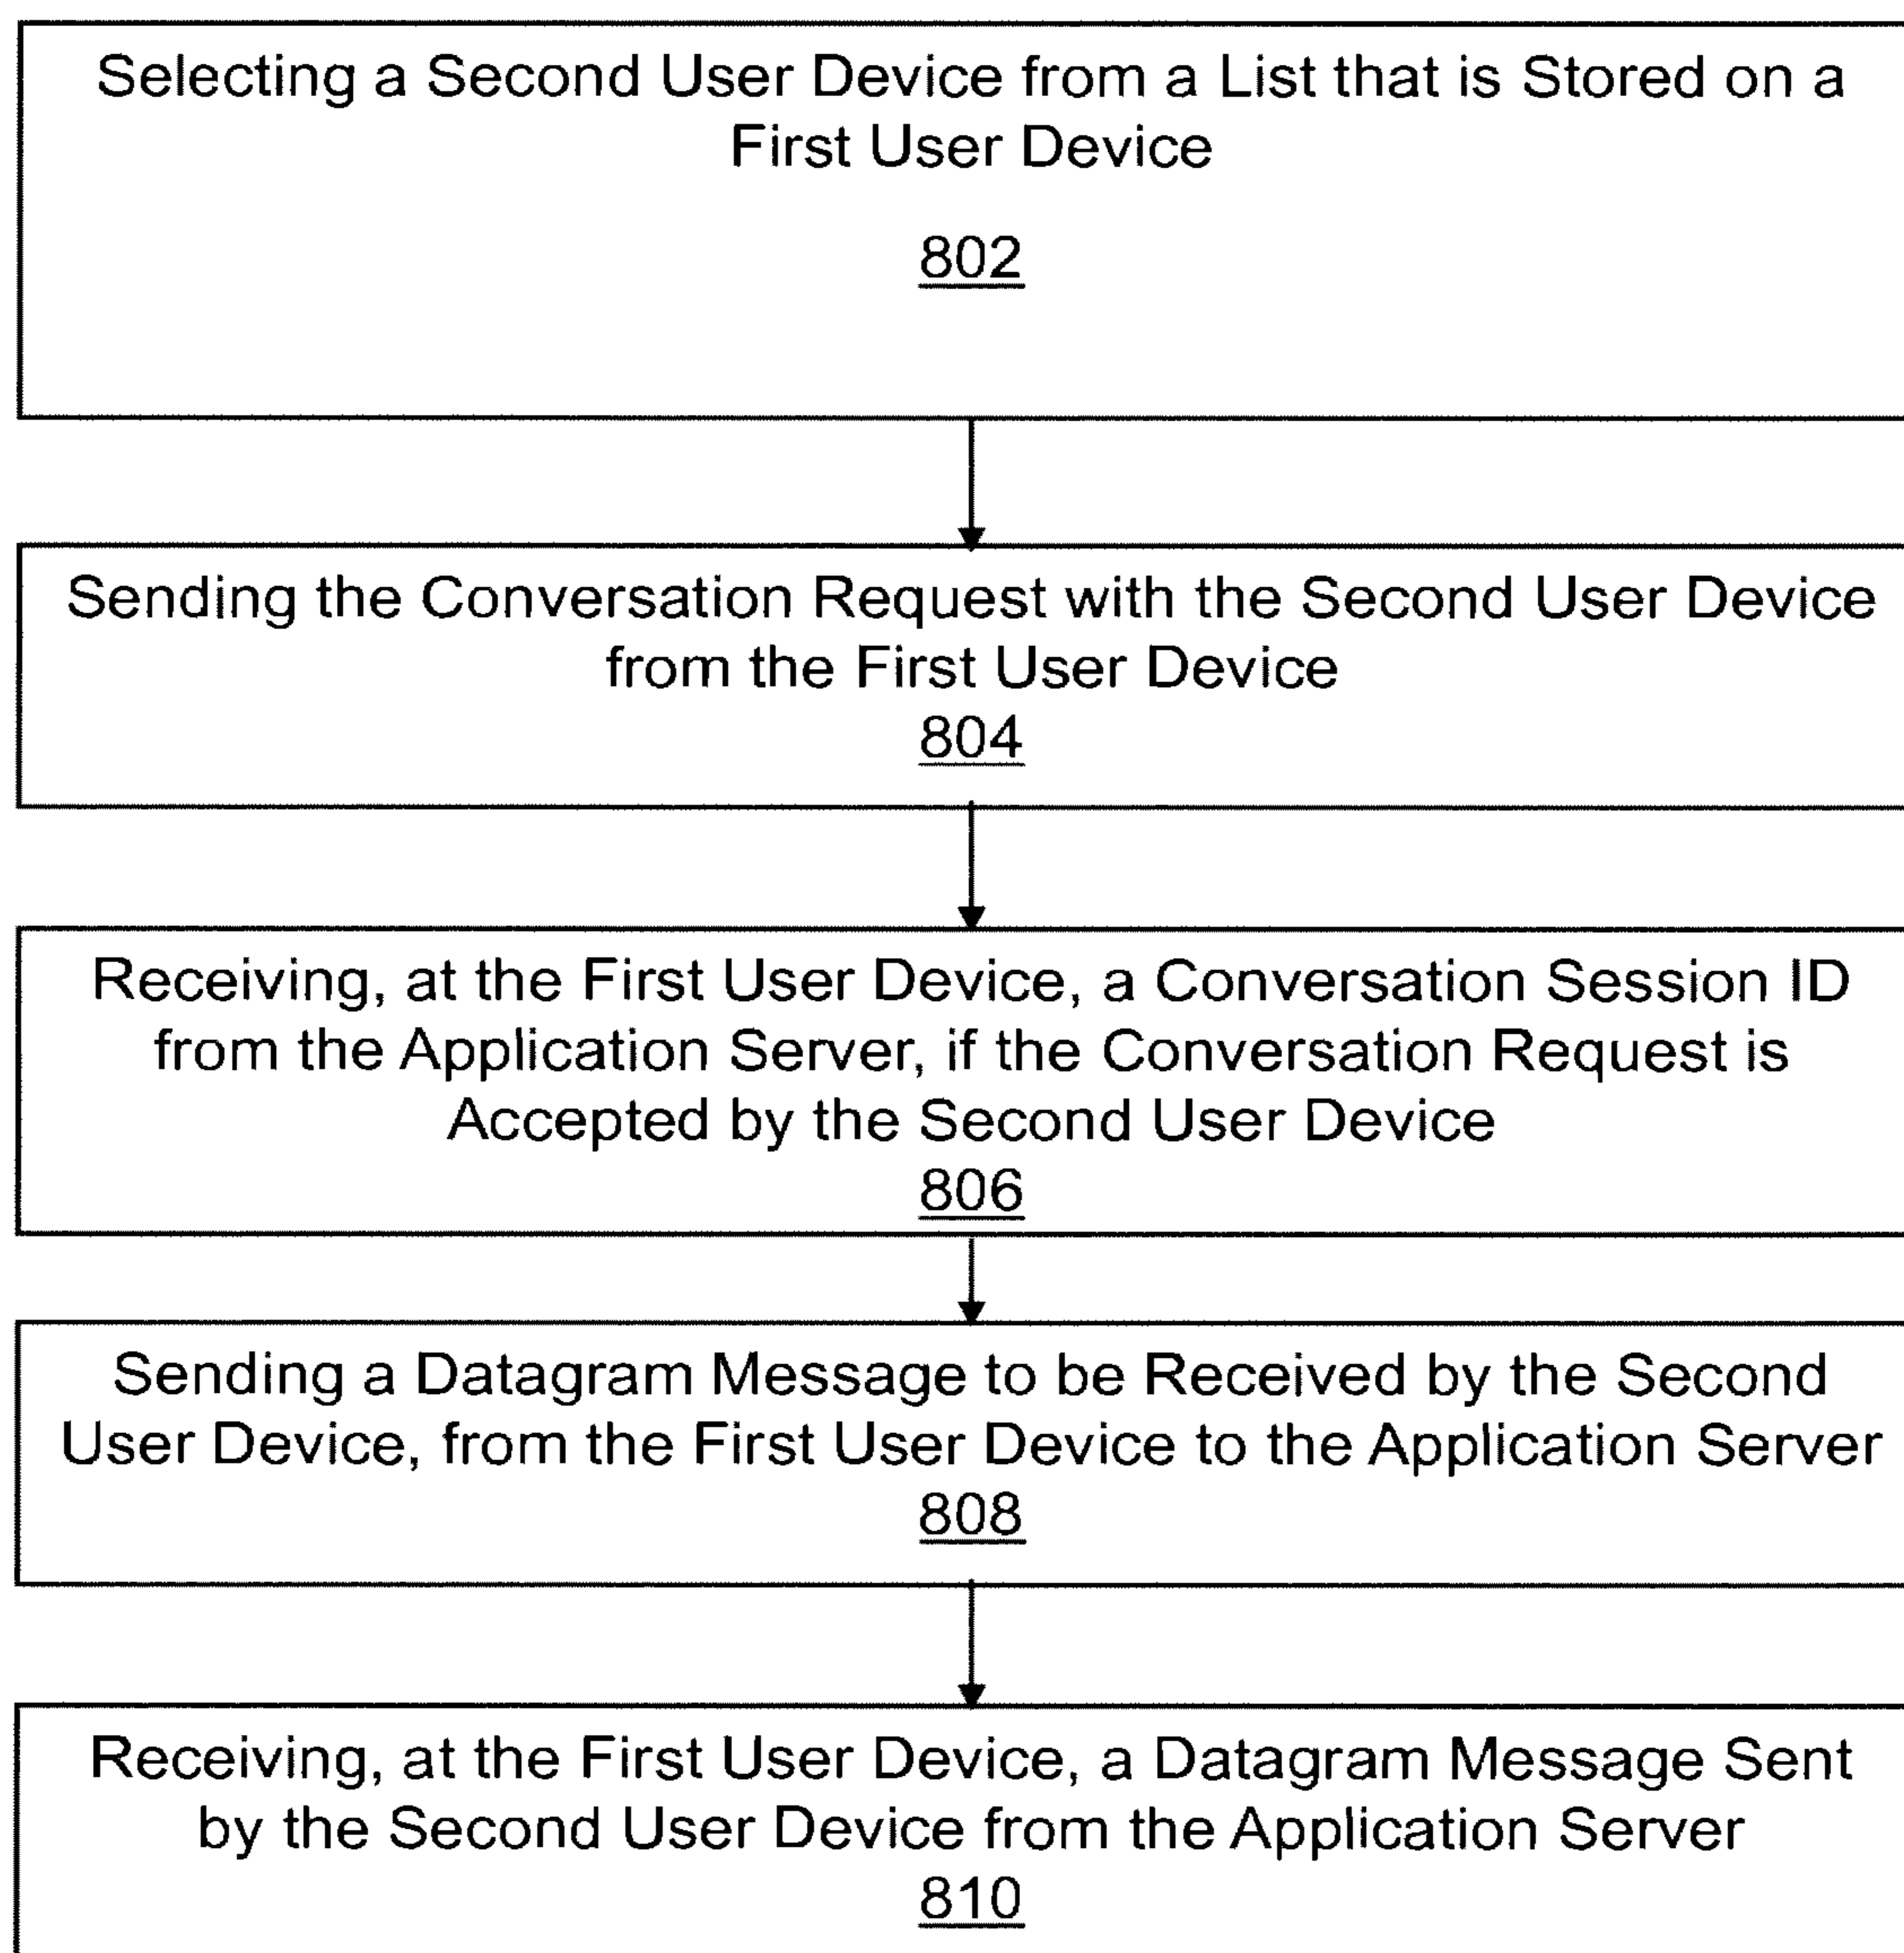 Selecting a Second User Device from a List that is Stored on a
First User Device
802
Sending the Conversation Request with the Second User Device
from the First User Device
804
Receiving, at the First User Device, a Conversation Session ID
from the Application Server, if the Conversation Request is
Accepted by the Second User Device
806
Sending a Datagram Message to be Received by the Second
User Device, from the First User Device to the Application Server
808
Receiving, at the First User Device, a Datagram Message Sent
by the Second User Device from the Application Server
810